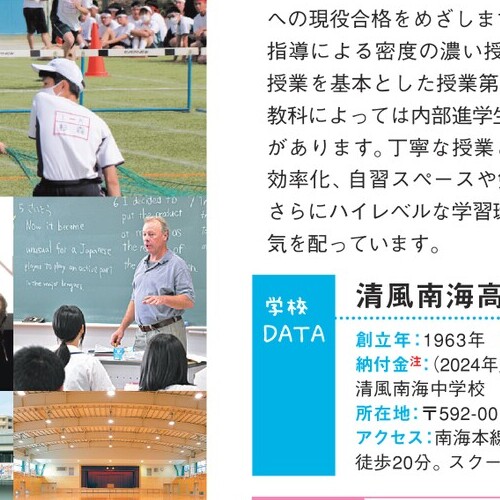 への現役合格をめざしま
指導による密度の濃い授
授業を基本とした授業第
教科によっては内部進学生
があります。丁寧な授業
効率化、自習スペースや
さらにハイレベルな学習環
気を配っています。
Now it become
unusual for a Japanese
player to play an active part
in the major leagues.
6 I decided to
put the product
at
as
学校
DATA
清風南海高
創立年：1963年
納付金注：（2024年
清風南海中学校
所在地：〒592-00
アクセス：南海本線
徒歩20分。スクー